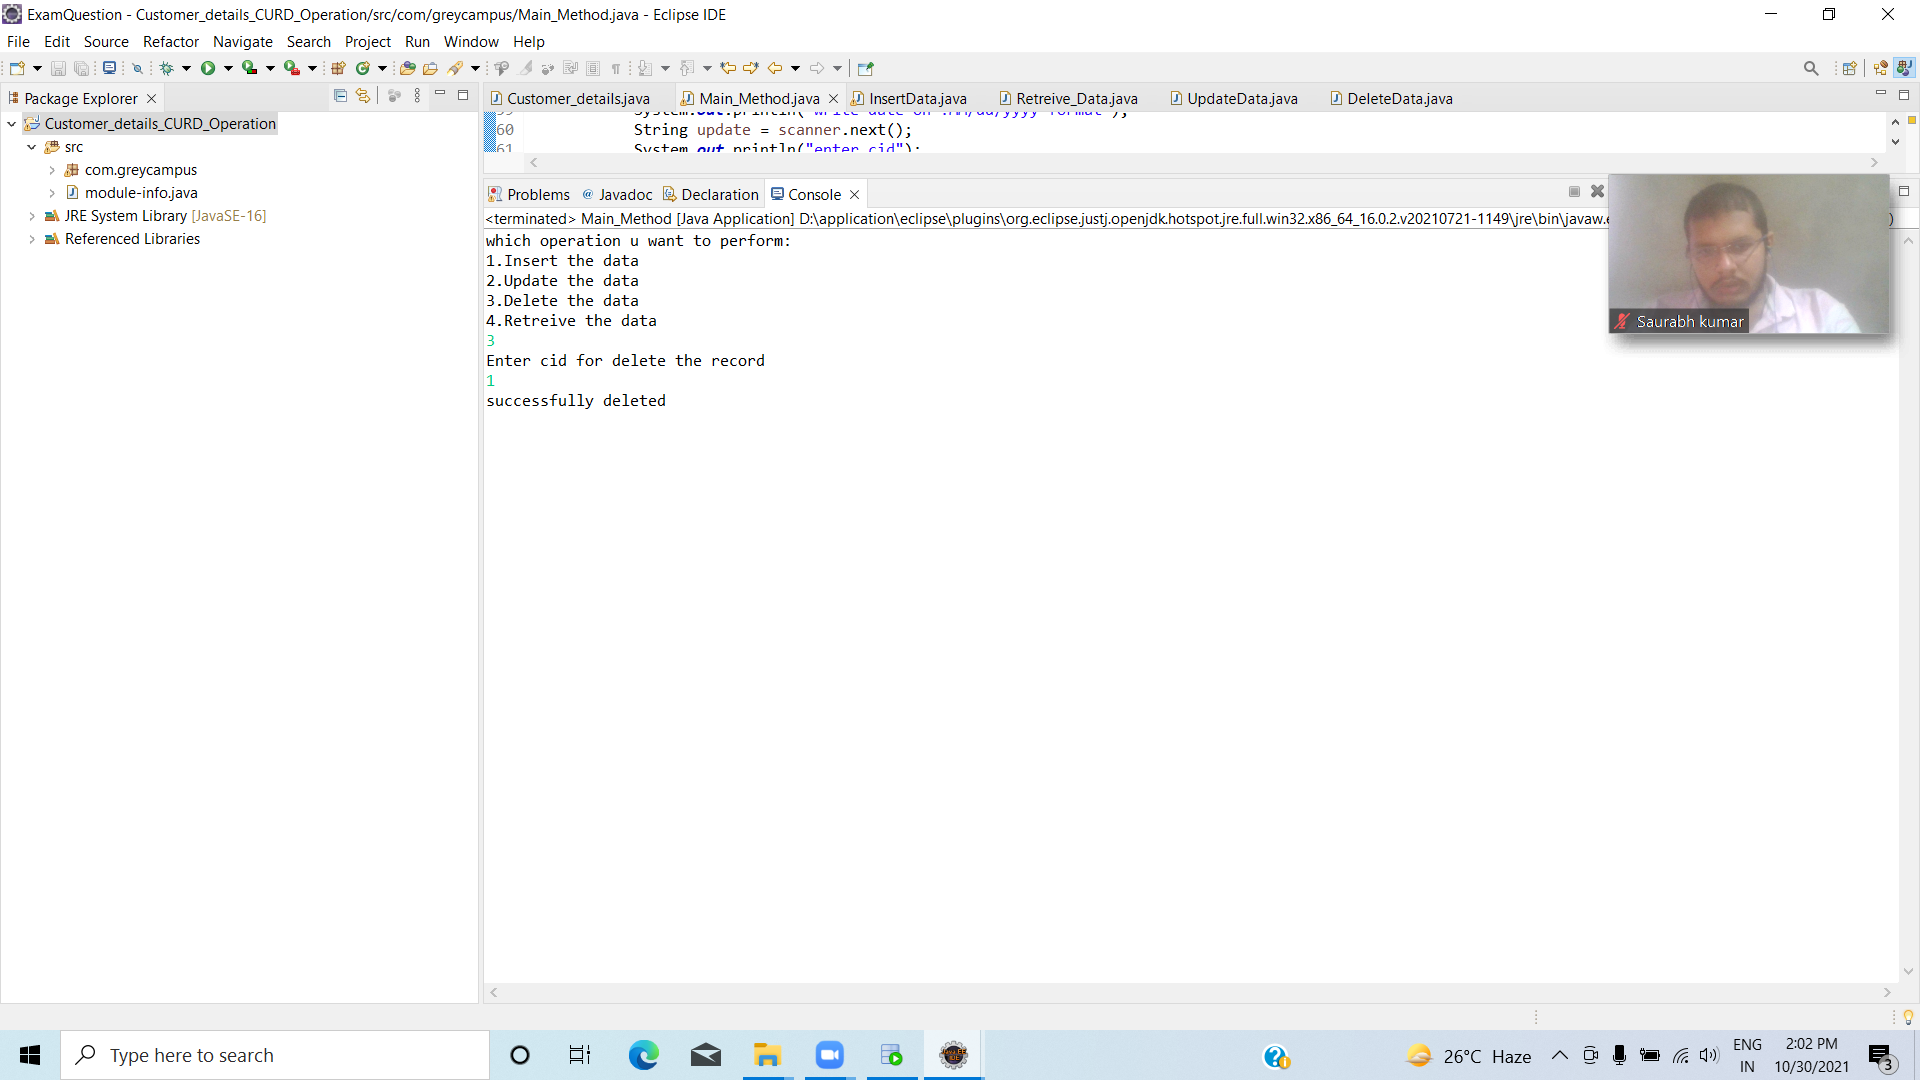 ExamQuestion - Customer_details_CURD_Operation/src/com/greycampus/Main_Method.java - Eclipse IDE
File Edit Source Refactor Navigate Search Project Run Window Help
Package Explorer
Customer_details_CURD_Operation
src
com.greycampus
module-info.java
JRE System Library [JavaSE-16]
Referenced Libraries
Customer_details.java Main_Method.java InsertData.java Retreive_Data.java UpdateData.java DeleteData.java
60 String update = scanner.next();
61 System.out.println("enter cid");
Problems @ Javadoc Declaration Console
<terminated> Main_Method [Java Application] D:\application\eclipse\plugins\org.eclipse.justj.openjdk.hotspot.jre.full.win32.x86_64_16.0.2.v20210721-1149\jre\bin\javaw.e
which operation u want to perform:
1.Insert the data
2.Update the data
3.Delete the data
4.Retreive the data
3
Enter cid for delete the record
1
successfully deleted
Saurabh kumar
Type here to search
26°C Haze
ENG
IN
2:02 PM
10/30/2021
3